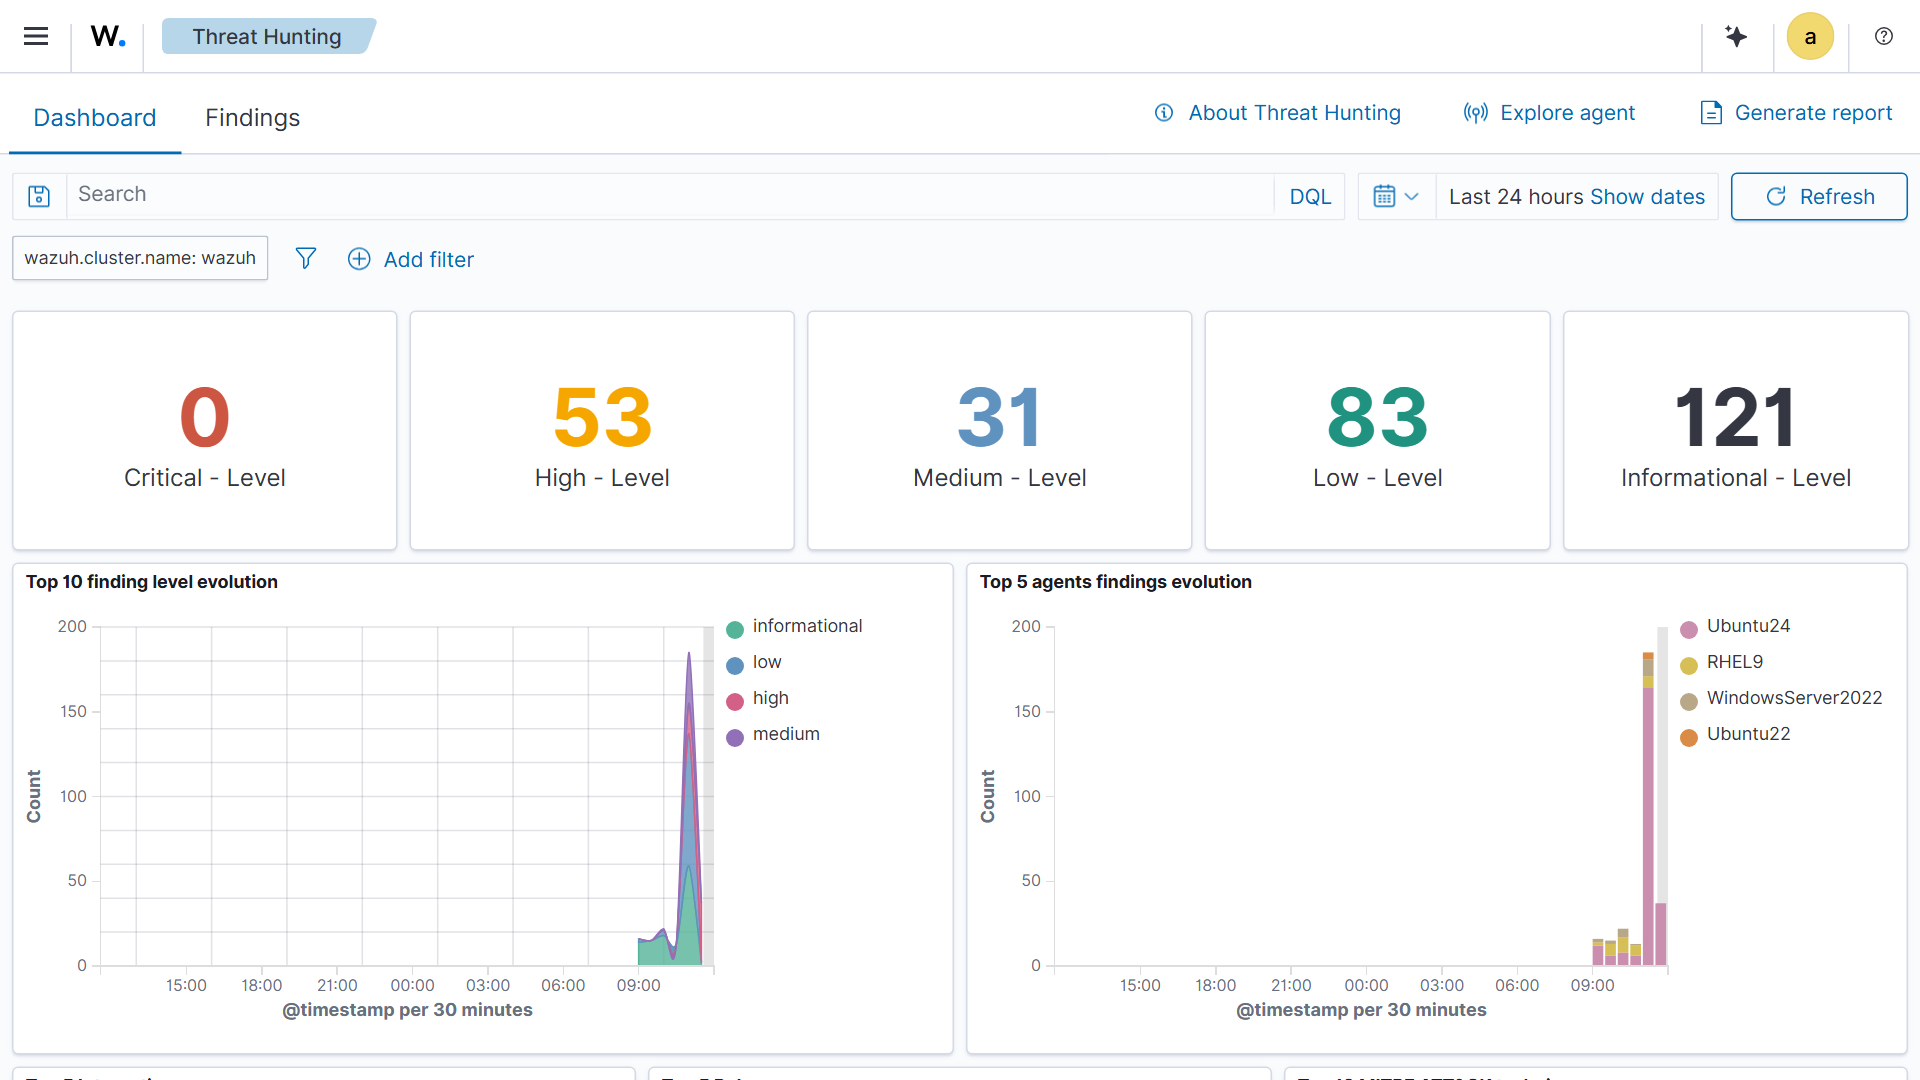 W.
Threat Hunting
a
Dashboard
Findings
About Threat Hunting
Explore agent
Generate report
Search
DQL
Last 24 hours Show dates
Refresh
wazuh.cluster.name: wazuh
Add filter
0
Critical - Level
53
High - Level
31
Medium - Level
83
Low - Level
121
Informational - Level
Top 10 finding level evolution
200
150
100
50
0
Count
15:00 18:00 21:00 00:00 03:00 06:00 09:00
@timestamp per 30 minutes
informational
low
high
medium
Top 5 agents findings evolution
200
150
100
50
0
Count
15:00 18:00 21:00 00:00 03:00 06:00 09:00
@timestamp per 30 minutes
Ubuntu24
RHEL9
WindowsServer2022
Ubuntu22